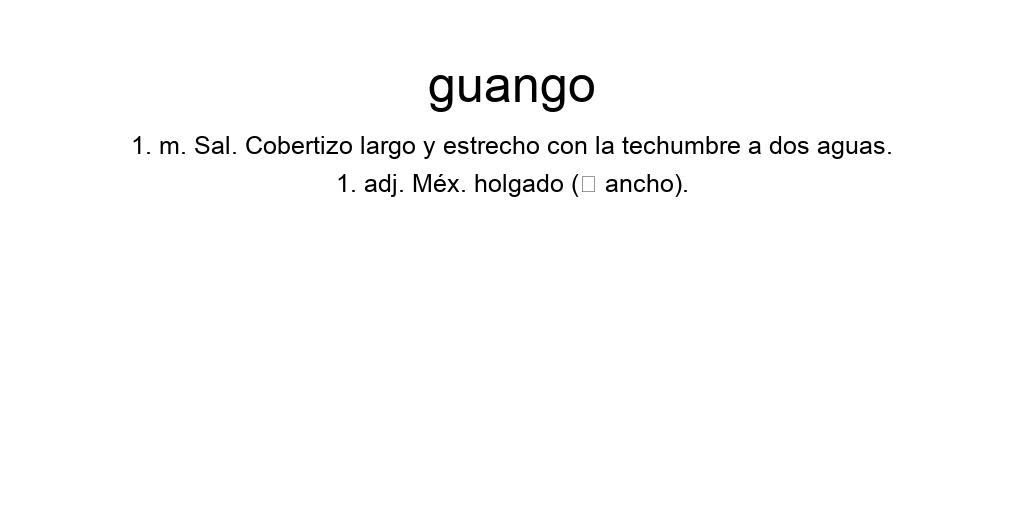 guango
1. m. Sal. Cobertizo largo y estrecho con la techumbre a dos aguas.
1. adj. Méx. holgado (□ ancho).